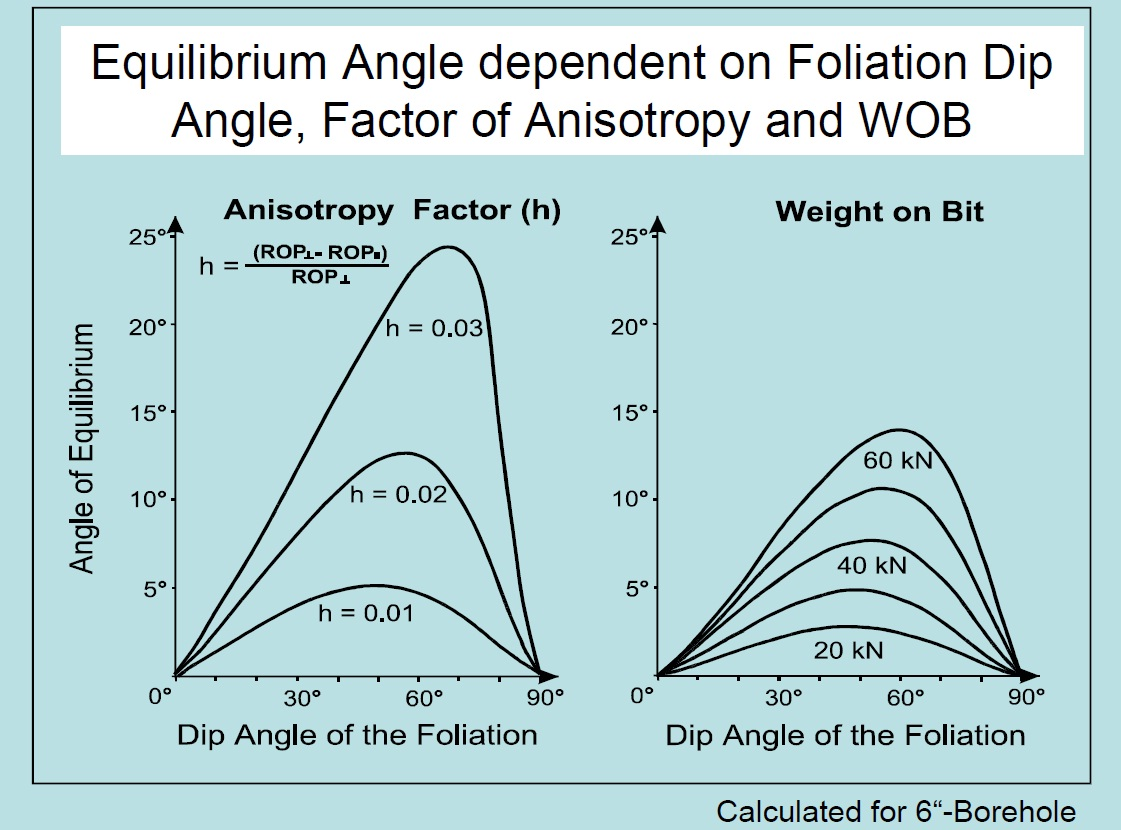 Equilibrium Angle dependent on Foliation Dip
Angle, Factor of Anisotropy and WOB
Anisotropy Factor (h)
h = (ROP⊥- ROP∥)
ROP⊥
25°
20°
15°
10°
5°
h = 0.03
h = 0.02
h = 0.01
Angle of Equilibrium
0° 30° 60° 90°
Dip Angle of the Foliation
Weight on Bit
25°
20°
15°
10°
5°
60 kN
40 kN
20 kN
0° 30° 60° 90°
Dip Angle of the Foliation
Calculated for 6“-Borehole